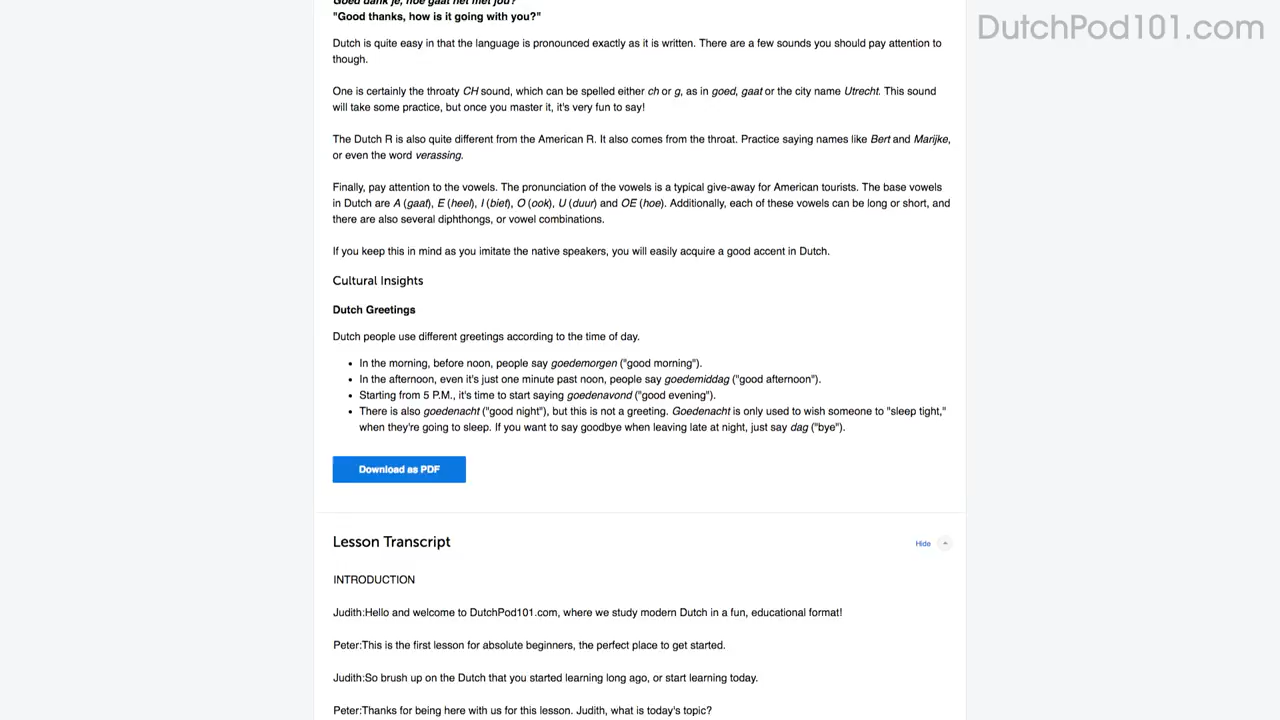 Goed dank je, hoe gaat het met jou?
"Good thanks, how is it going with you?"
DutchPod101.com
Dutch is quite easy in that the language is pronounced exactly as it is written. There are a few sounds you should pay attention to
though.
One is certainly the throaty CH sound, which can be spelled either ch or g, as in goed, gaat or the city name Utrecht. This sound
will take some practice, but once you master it, it's very fun to say!
The Dutch R is also quite different from the American R. It also comes from the throat. Practice saying names like Bert and Marijke,
or even the word verassing.
Finally, pay attention to the vowels. The pronunciation of the vowels is a typical give-away for American tourists. The base vowels
in Dutch are A (gaat), E (heel), I (biet), O (ook), U (duur) and OE (hoe). Additionally, each of these vowels can be long or short, and
there are also several diphthongs, or vowel combinations.
If you keep this in mind as you imitate the native speakers, you will easily acquire a good accent in Dutch.
Cultural Insights
Dutch Greetings
Dutch people use different greetings according to the time of day.
• In the morning, before noon, people say goedemorgen ("good morning").
• In the afternoon, even it's just one minute past noon, people say goedemiddag ("good afternoon").
• Starting from 5 P.M., it's time to start saying goedenavond ("good evening").
• There is also goedenacht ("good night"), but this is not a greeting. Goedenacht is only used to wish someone to "sleep tight,"
when they're going to sleep. If you want to say goodbye when leaving late at night, just say dag ("bye").
Download as PDF
Lesson Transcript
Hide
INTRODUCTION
Judith:Hello and welcome to DutchPod101.com, where we study modern Dutch in a fun, educational format!
Peter:This is the first lesson for absolute beginners, the perfect place to get started.
Judith:So brush up on the Dutch that you started learning long ago, or start learning today.
Peter:Thanks for being here with us for this lesson. Judith, what is today's topic?